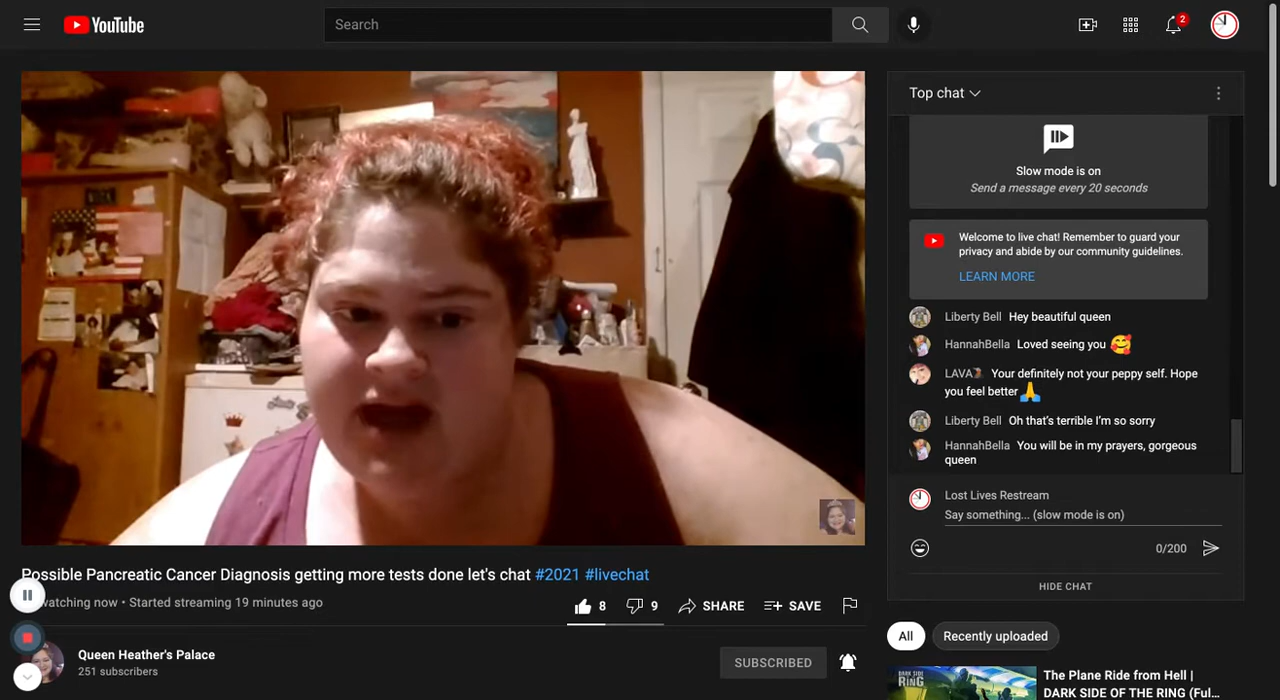 YouTube
Search
2
Top chat
Slow mode is on
Send a message every 20 seconds
Welcome to live chat! Remember to guard your
privacy and abide by our community guidelines.
LEARN MORE
Liberty Bell Hey beautiful queen
HannahBella Loved seeing you 🥰
LAVA🌋 Your definitely not your peppy self. Hope
you feel better 🙏
Liberty Bell Oh that's terrible I'm so sorry
HannahBella You will be in my prayers, gorgeous
queen
Lost Lives Restream
Say something... (slow mode is on)
0/200
HIDE CHAT
Possible Pancreatic Cancer Diagnosis getting more tests done let's chat #2021 #livechat
watching now • Started streaming 19 minutes ago
8
9
SHARE
SAVE
Queen Heather's Palace
251 subscribers
SUBSCRIBED
All
Recently uploaded
DARK SIDE
RING
The Plane Ride from Hell |
DARK SIDE OF THE RING (Ful...